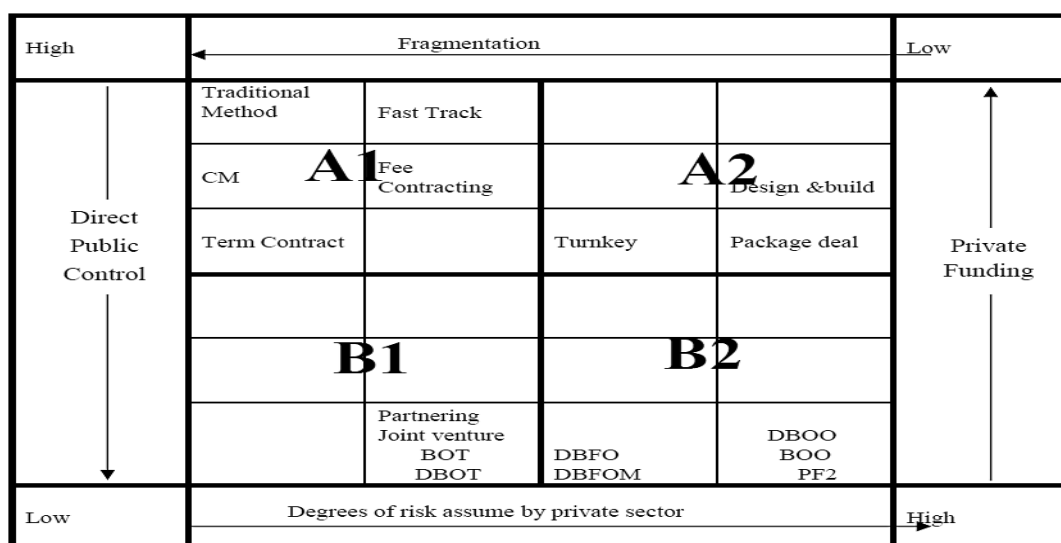 High
Fragmentation
Low
Traditional
Method
Fast Track
A1
A2
CM
Fee
Contracting
Design &build
Direct
Public
Control
Term Contract
Turnkey
Package deal
Private
Funding
B1
B2
Partnering
Joint venture
BOT
DBOT
DBFO
DBFOM
DBOO
BOO
PF2
Low
Degrees of risk assume by private sector
High